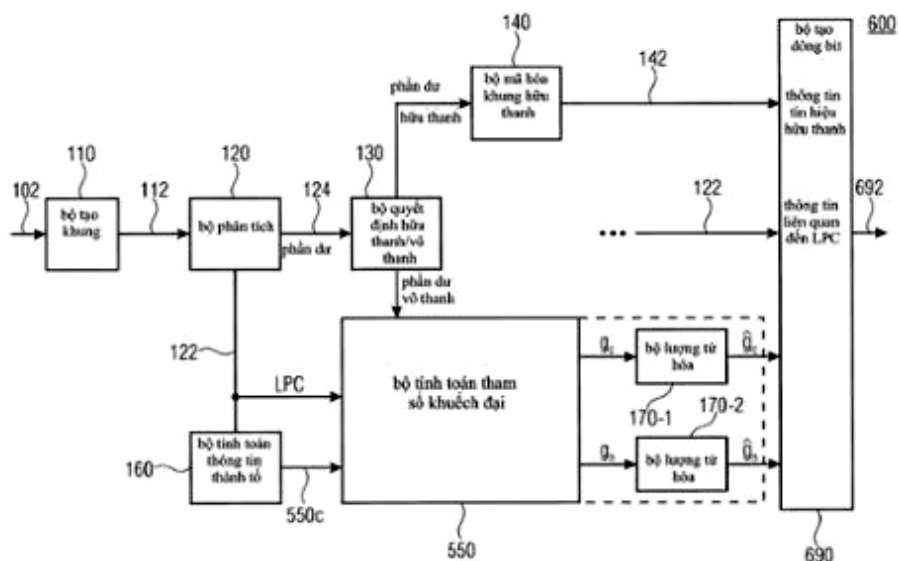 600
140
bộ tạo
dòng bit
142
phần dư
hữu thanh
bộ mã hóa
khung hữu
thanh
thông tin
tín hiệu
hữu thanh
110
120
130
102
112
124
122
692
bộ tạo
khung
bộ phân tích
phần dư
bộ quyết
định hữu
thanh/vô
thanh
•••
thông tin
liên quan
đến LPC
phần dư
vô thanh
122
LPC
bộ tính toán tham
số khuếch đại
gc
bộ lượng tử
hóa
ĝc
170-1
170-2
gn
bộ lượng tử
hóa
ĝn
160
bộ tính toán
thông tin
thành tố
550c
550
690